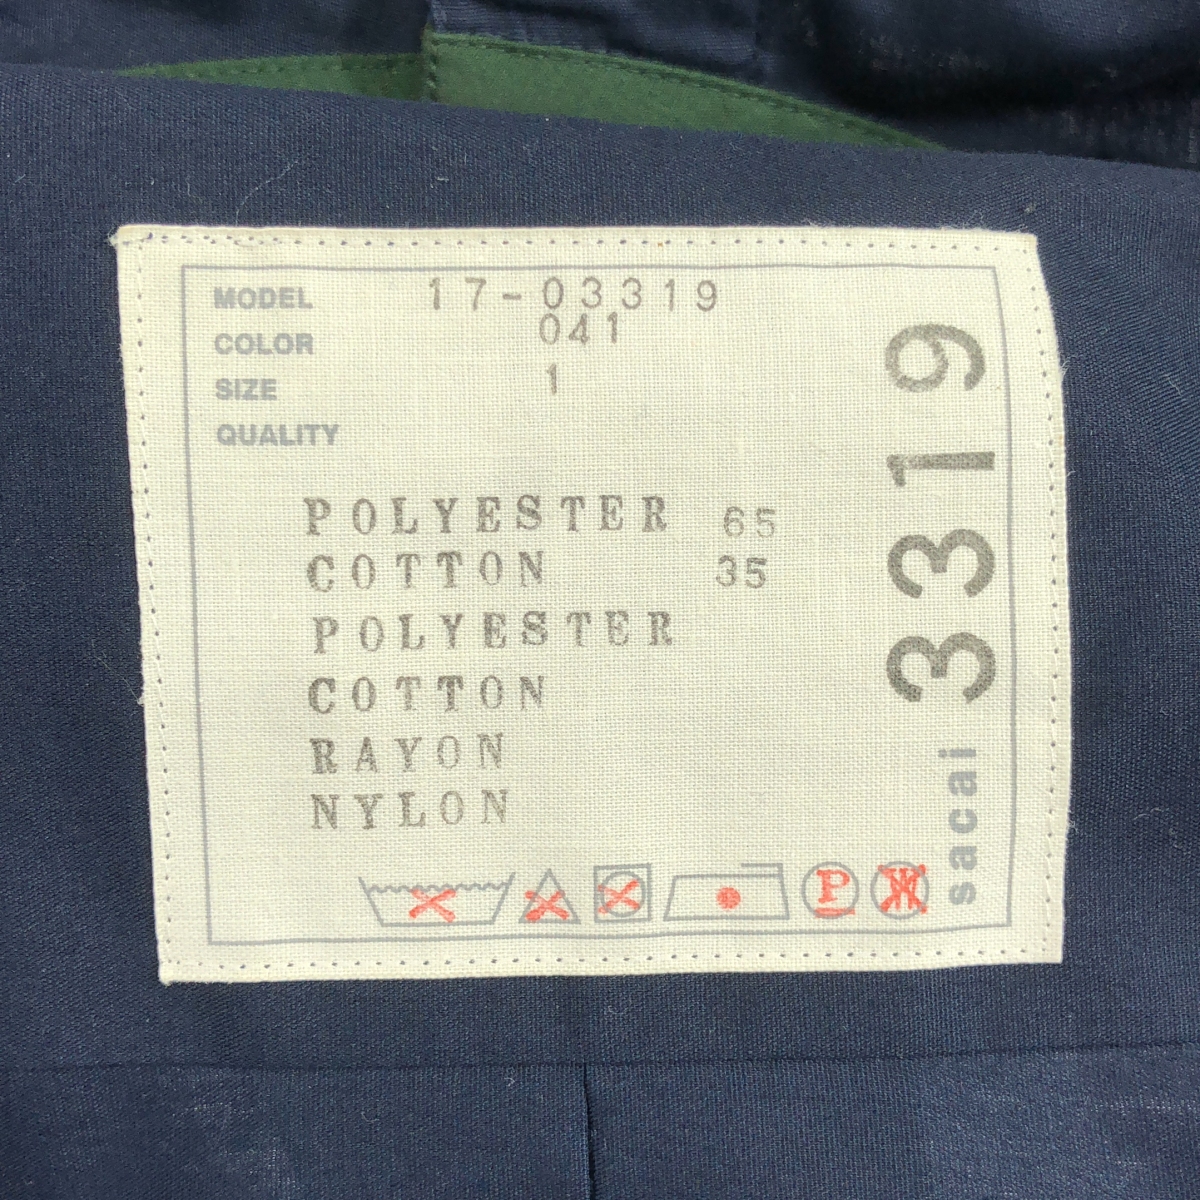 MODEL 17-03319
COLOR 041
SIZE 1
QUALITY
POLYESTER 65
COTTON 35
POLYESTER
COTTON
RAYON
NYLON
P
W
sacai 3319